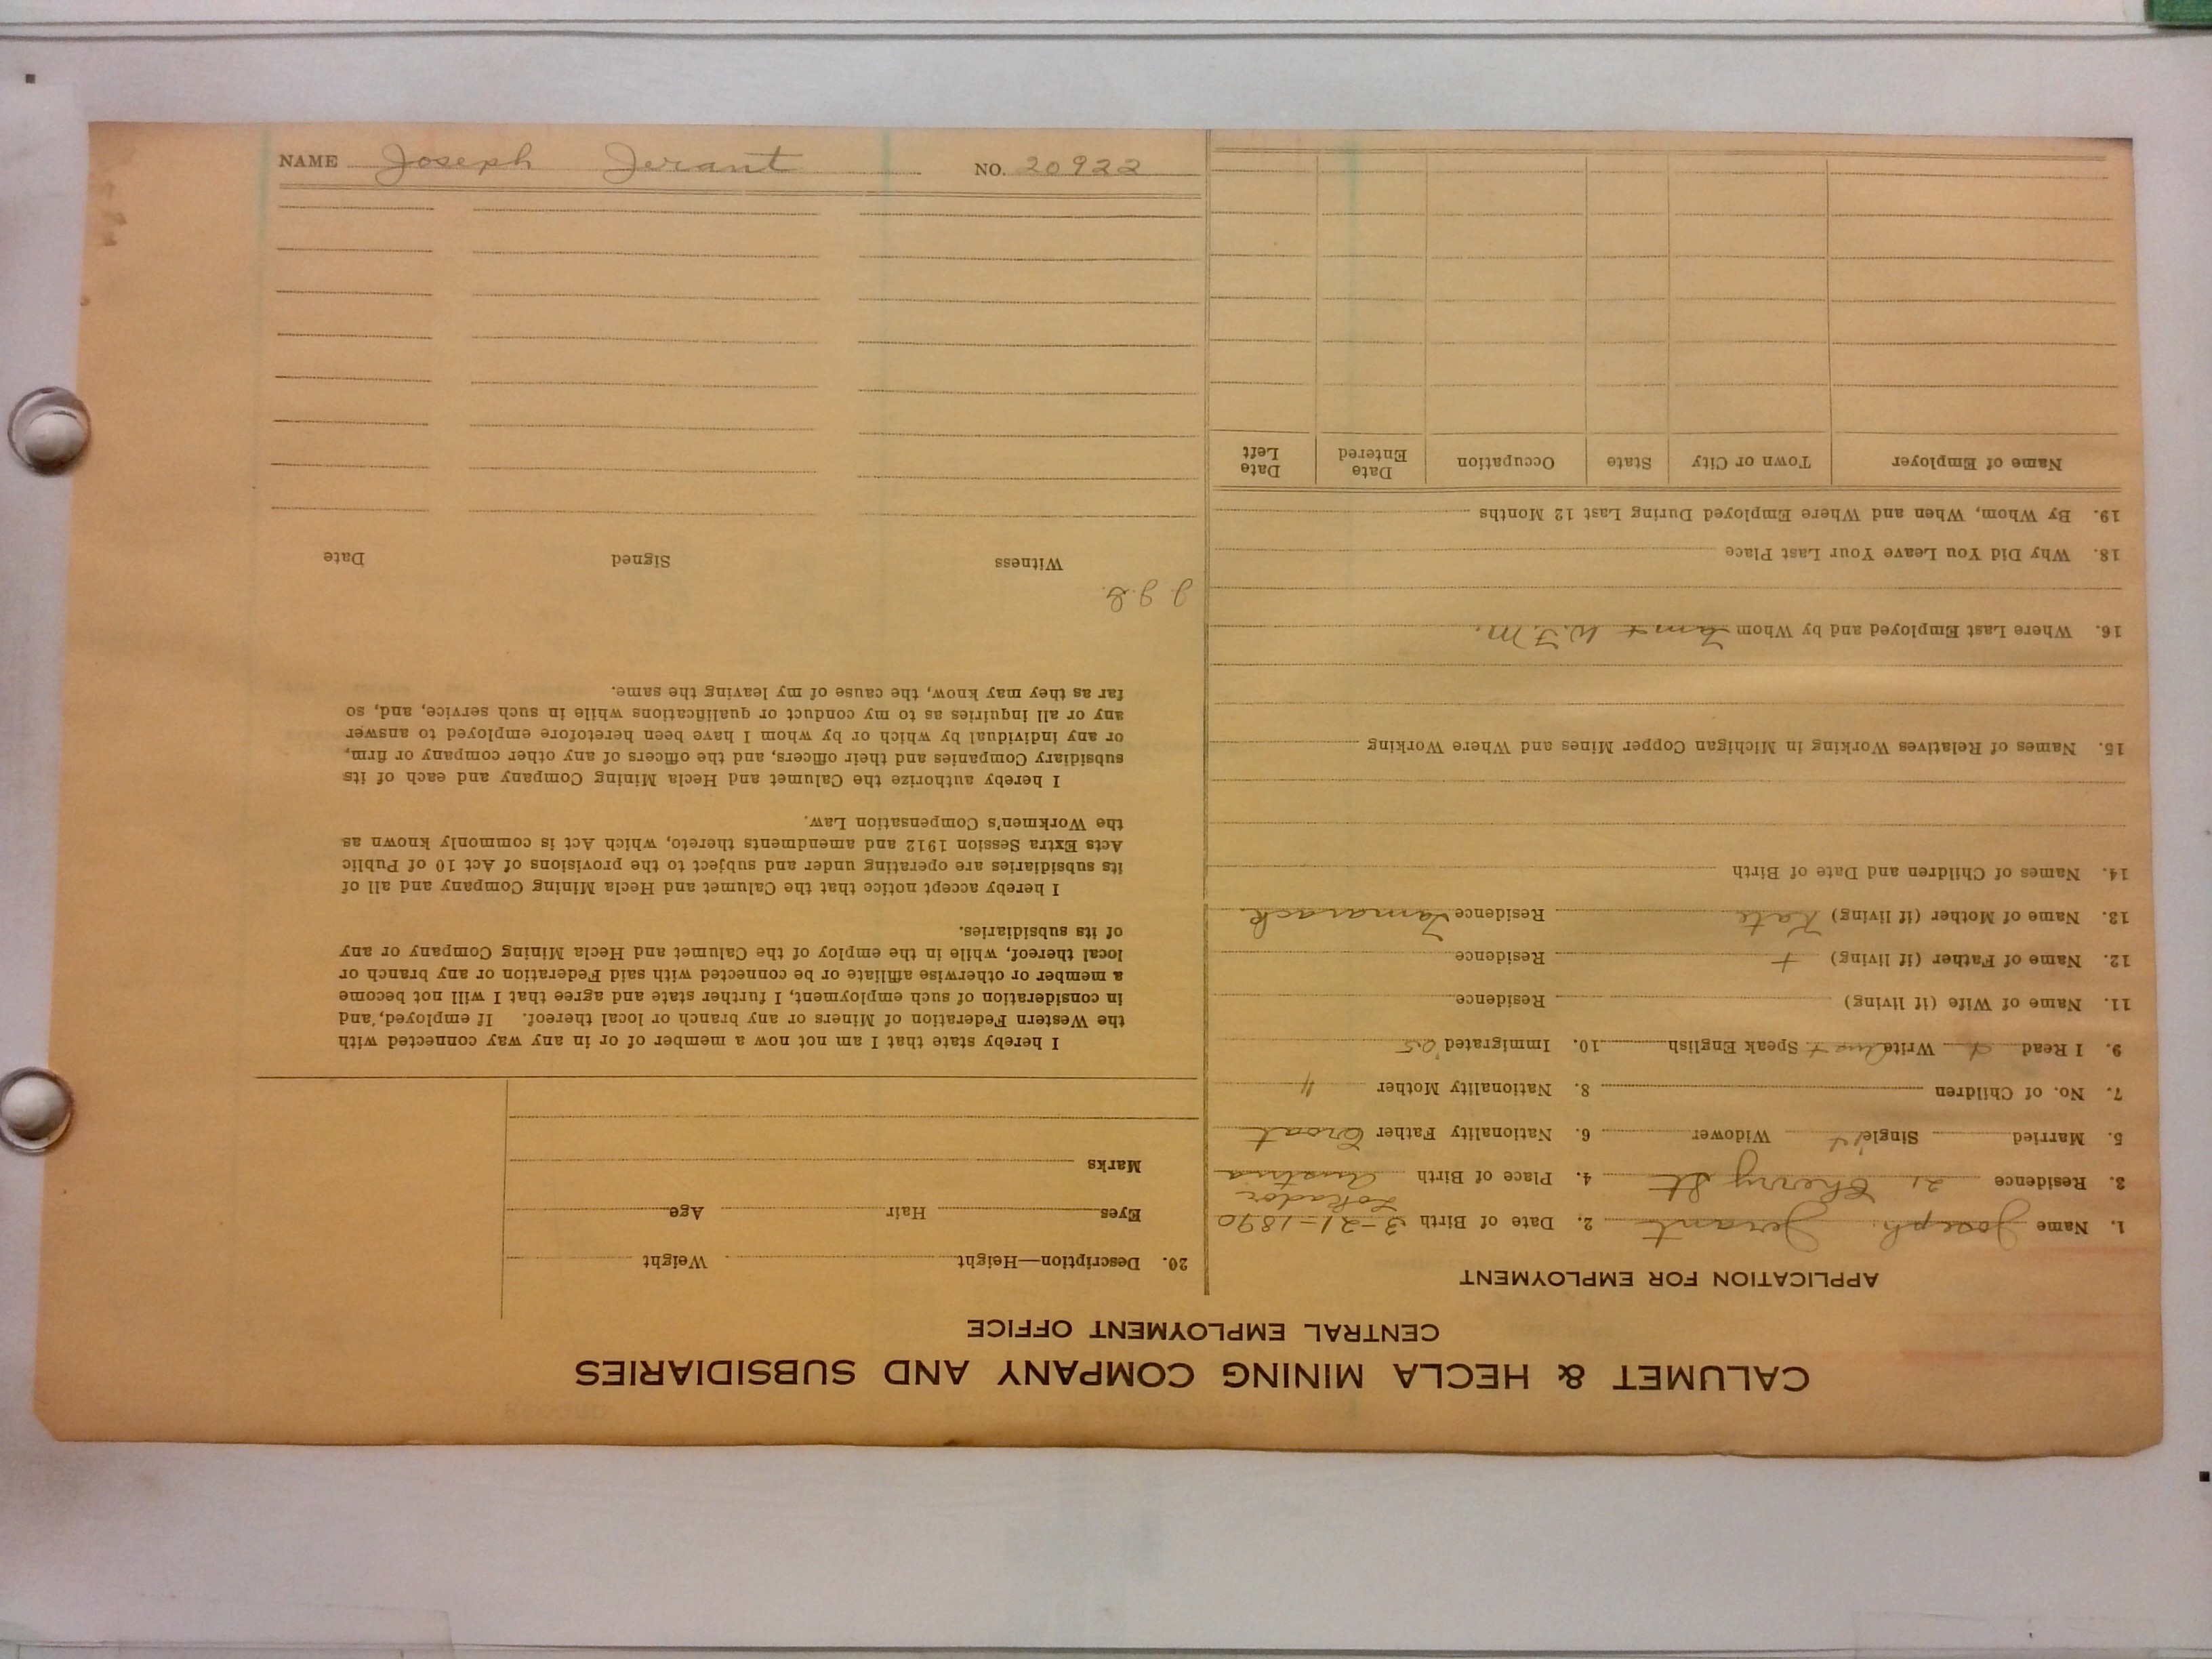 CALUMET & HECLA MINING COMPANY AND SUBSIDIARIES
CENTRAL EMPLOYMENT OFFICE
APPLICATION FOR EMPLOYMENT
1. Name Joseph Jerant 2. Date of Birth 3-21-1890
3. Residence 21 Cherry St 4. Place of Birth Austria
5. Married Single Widower 6. Nationality Father Croat
7. No. of Children 8. Nationality Mother "
9. I Read Write Speak English 10. Immigrated '05
11. Name of Wife (if living) Residence
12. Name of Father (if living) + Residence
13. Name of Mother (if living) Kate Residence Tamarack
14. Names of Children and Date of Birth
15. Names of Relatives Working in Michigan Copper Mines and Where Working
16. Where Last Employed and by Whom W.F.M.
18. Why Did You Leave Your Last Place
19. By Whom, When and Where Employed During Last 12 Months
Name of Employer Town or City State Occupation Date Entered Date Left
20. Description—Height Weight
Eyes Hair Age
Marks
I hereby state that I am not now a member of or in any way connected with
the Western Federation of Miners or any branch or local thereof. If employed, and
in consideration of such employment, I further state and agree that I will not become
a member or otherwise affiliate or be connected with said Federation or any branch or
local thereof, while in the employ of the Calumet and Hecla Mining Company or any
of its subsidiaries.
I hereby accept notice that the Calumet and Hecla Mining Company and all of
its subsidiaries are operating under and subject to the provisions of Act 10 of Public
Acts Extra Session 1912 and amendments thereto, which Act is commonly known as
the Workmen's Compensation Law.
I hereby authorize the Calumet and Hecla Mining Company and each of its
subsidiary Companies and their officers, and the officers of any other company or firm,
or any individual by which or by whom I have been heretofore employed to answer
any or all inquiries as to my conduct or qualifications while in such service, and, so
far as they may know, the cause of my leaving the same.
Witness Signed Date
NAME Joseph Jerant NO. 20922